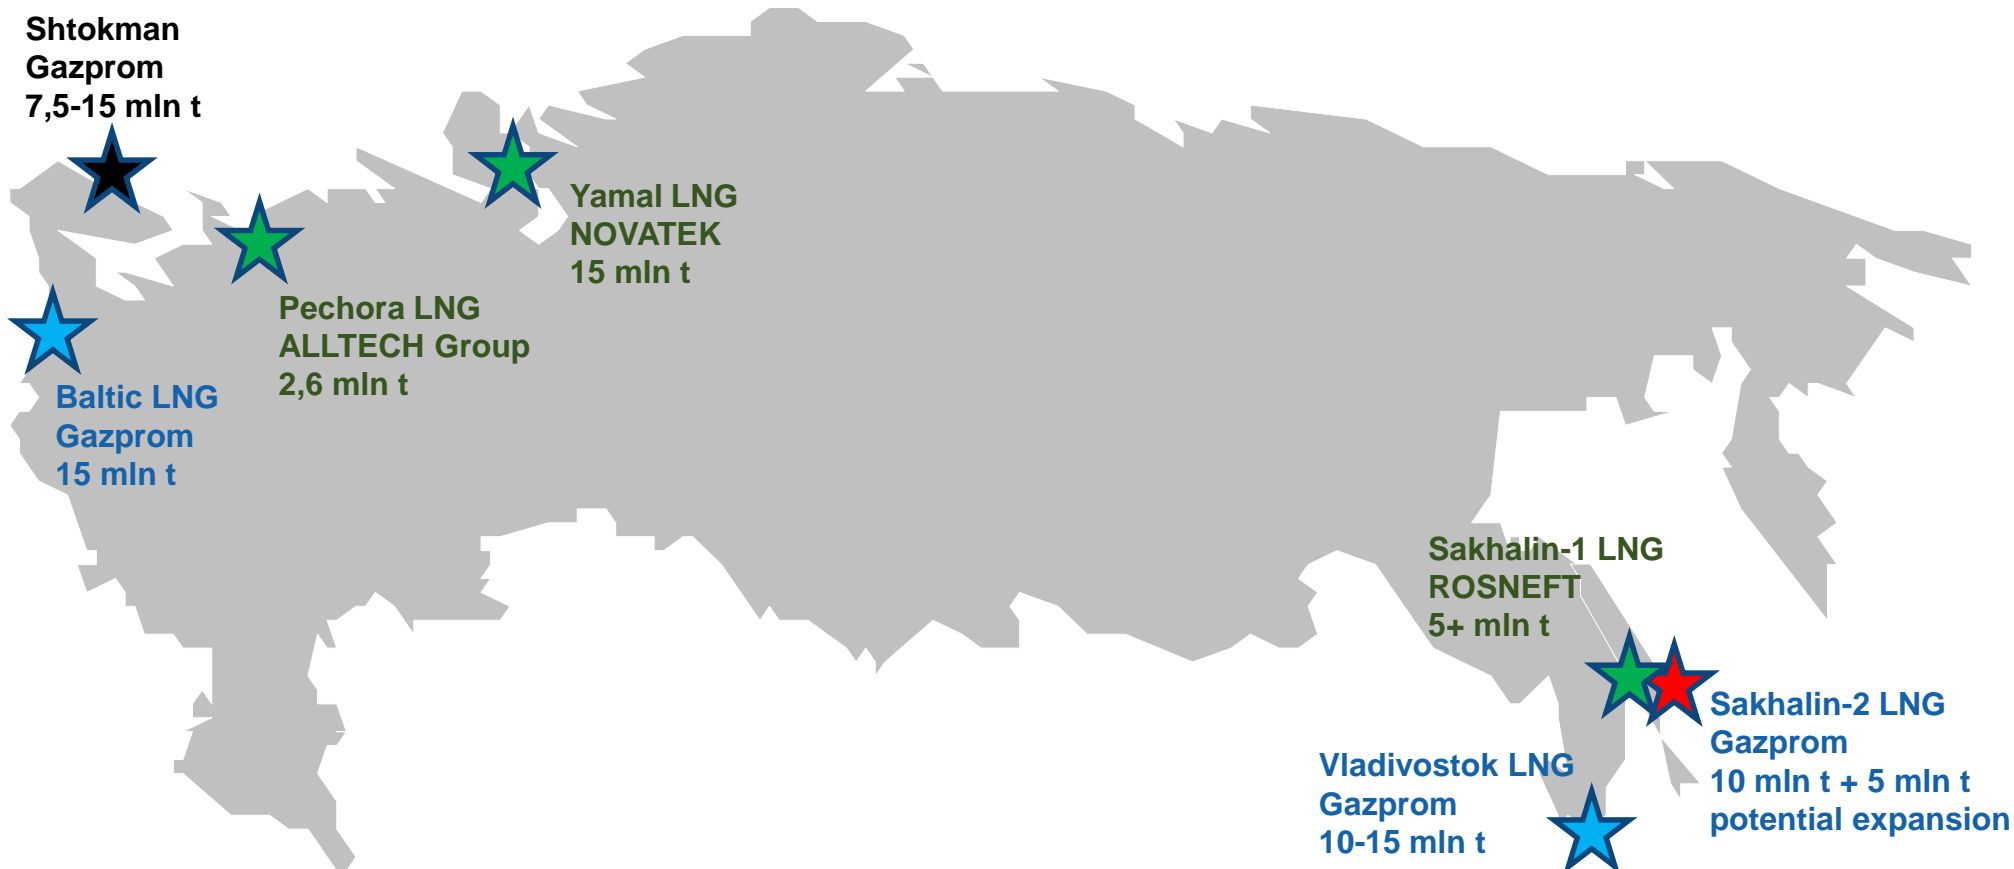 Shtokman
Gazprom
7,5-15 mln t
Yamal LNG
NOVATEK
15 mln t
Pechora LNG
ALLTECH Group
2,6 mln t
Baltic LNG
Gazprom
15 mln t
Sakhalin-1 LNG
ROSNEFT
5+ mln t
Sakhalin-2 LNG
Gazprom
10 mln t + 5 mln t
potential expansion
Vladivostok LNG
Gazprom
10-15 mln t